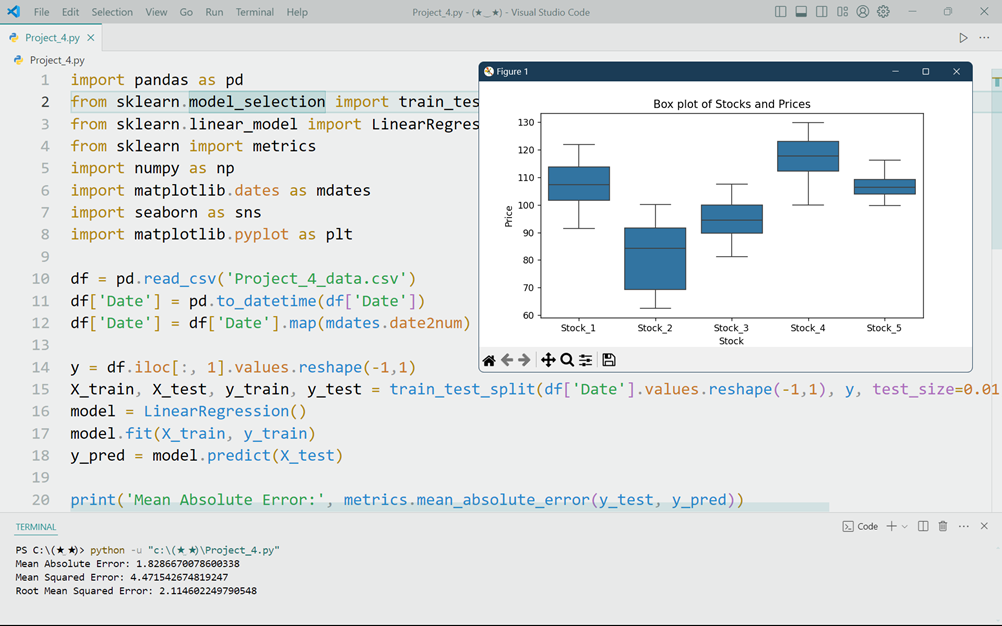 File Edit Selection View Go Run Terminal Help Project_4.py - (★‿★) - Visual Studio Code
Project_4.py
Project_4.py
1 import pandas as pd
2 from sklearn.model_selection import train_tes
3 from sklearn.linear_model import LinearRegres
4 from sklearn import metrics
5 import numpy as np
6 import matplotlib.dates as mdates
7 import seaborn as sns
8 import matplotlib.pyplot as plt
9
10 df = pd.read_csv('Project_4_data.csv')
11 df['Date'] = pd.to_datetime(df['Date'])
12 df['Date'] = df['Date'].map(mdates.date2num)
13
14 y = df.iloc[:, 1].values.reshape(-1,1)
15 X_train, X_test, y_train, y_test = train_test_split(df['Date'].values.reshape(-1,1), y, test_size=0.01
16 model = LinearRegression()
17 model.fit(X_train, y_train)
18 y_pred = model.predict(X_test)
19
20 print('Mean Absolute Error:', metrics.mean_absolute_error(y_test, y_pred))
Figure 1
Box plot of Stocks and Prices
130
120
110
100
90
80
70
60
Price
Stock_1 Stock_2 Stock_3 Stock_4 Stock_5
Stock
TERMINAL
Code
PS C:\(★ ★)> python -u "c:\(★ ★)\Project_4.py"
Mean Absolute Error: 1.8286670078600338
Mean Squared Error: 4.471542674819247
Root Mean Squared Error: 2.114602249790548